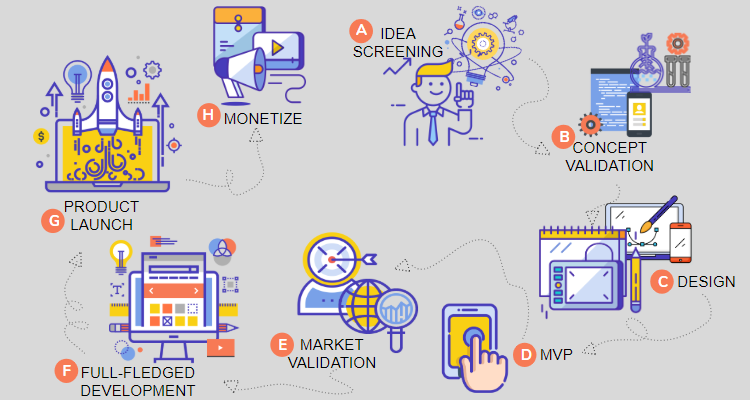 A IDEA
SCREENING
B CONCEPT
VALIDATION
C DESIGN
D MVP
E MARKET
VALIDATION
F FULL-FLEDGED
DEVELOPMENT
G PRODUCT
LAUNCH
H MONETIZE
$
T